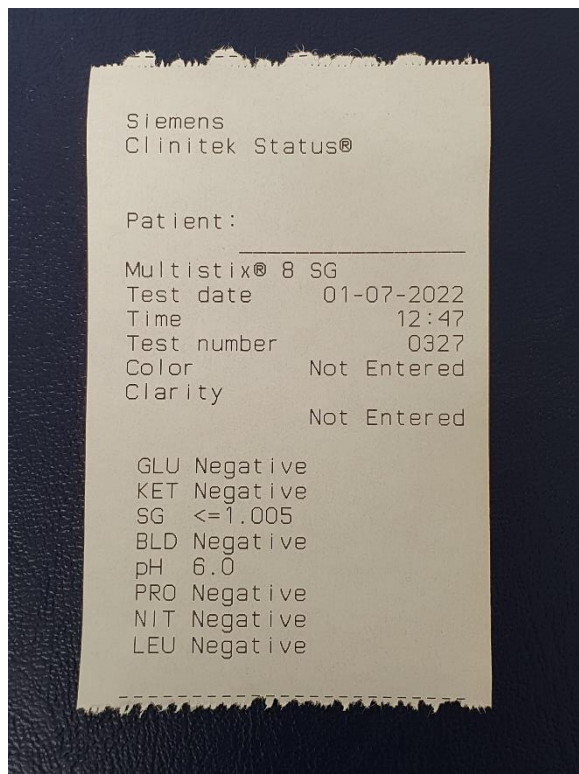 Siemens
Clinitek Status®
Patient:
Multistix® 8 SG
Test date 01-07-2022
Time 12:47
Test number 0327
Color Not Entered
Clarity
Not Entered
GLU Negative
KET Negative
SG <=1.005
BLD Negative
pH 6.0
PRO Negative
NIT Negative
LEU Negative